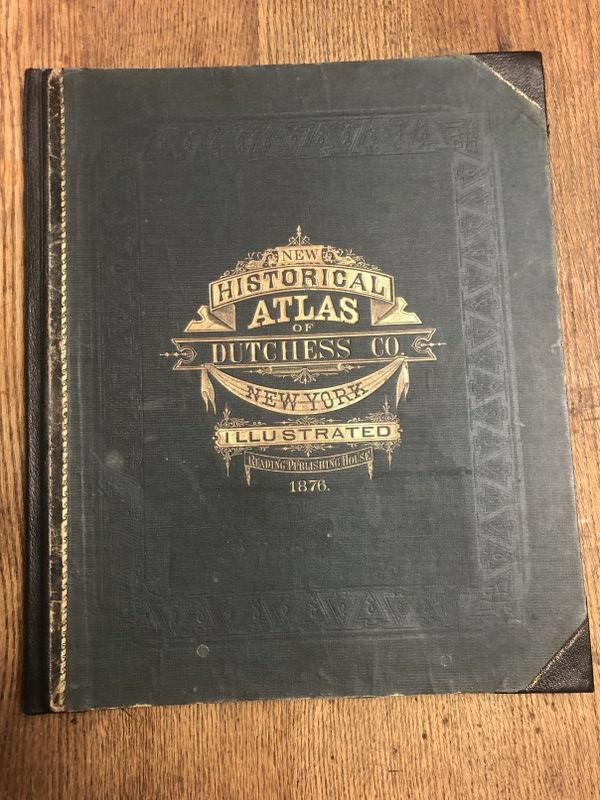 NEW
HISTORICAL
ATLAS
OF
DUTCHESS CO.
NEW YORK
ILLUSTRATED
READING PUBLISHING HOUSE
1876.